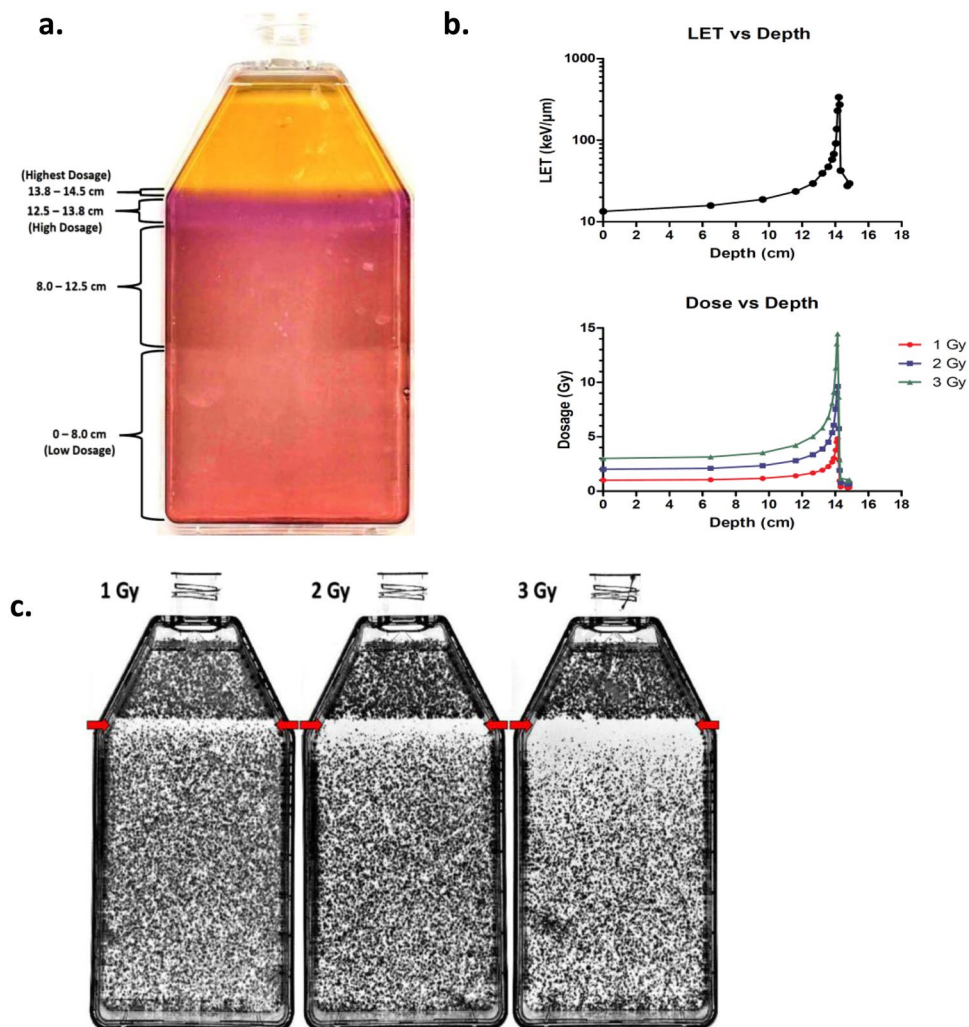 a.
(Highest Dosage)
13.8 – 14.5 cm
12.5 – 13.8 cm
(High Dosage)
8.0 – 12.5 cm
0 – 8.0 cm
(Low Dosage)
b.
LET vs Depth
LET (keV/μm)
1000
100
10
0 2 4 6 8 10 12 14 16 18
Depth (cm)
Dose vs Depth
Dosage (Gy)
15
10
5
0
0 2 4 6 8 10 12 14 16 18
Depth (cm)
1 Gy
2 Gy
3 Gy
c.
1 Gy
2 Gy
3 Gy